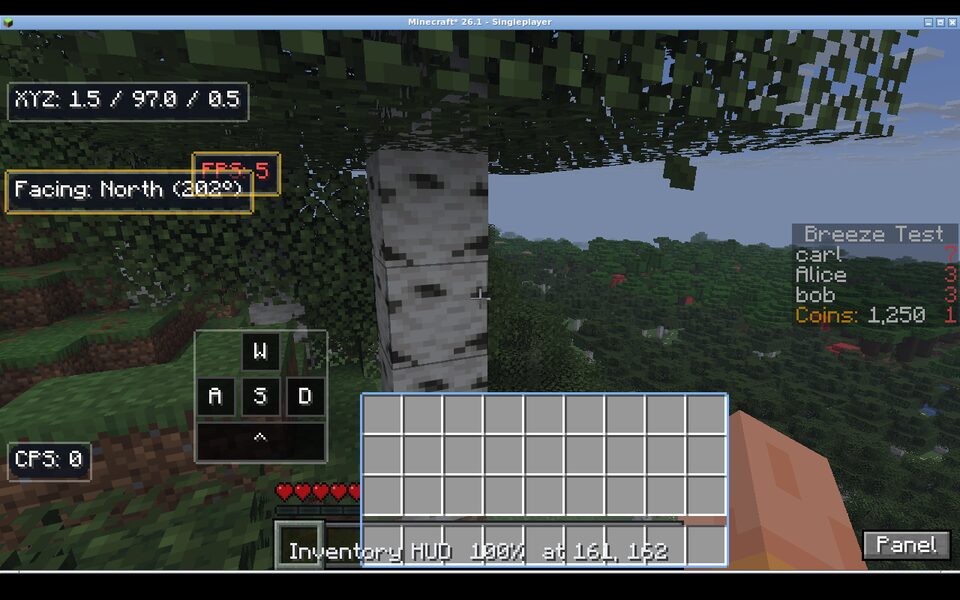 Minecraft* 26.1 - Singleplayer
XYZ: 1.5 / 97.0 / 0.5
FPS: 5
Facing: North (202°)
Breeze Test
carl 7
Alice 3
bob 3
Coins: 1,250 1
W
A S D
^
CPS: 0
Inventory HUD 100% at 161, 162
Panel